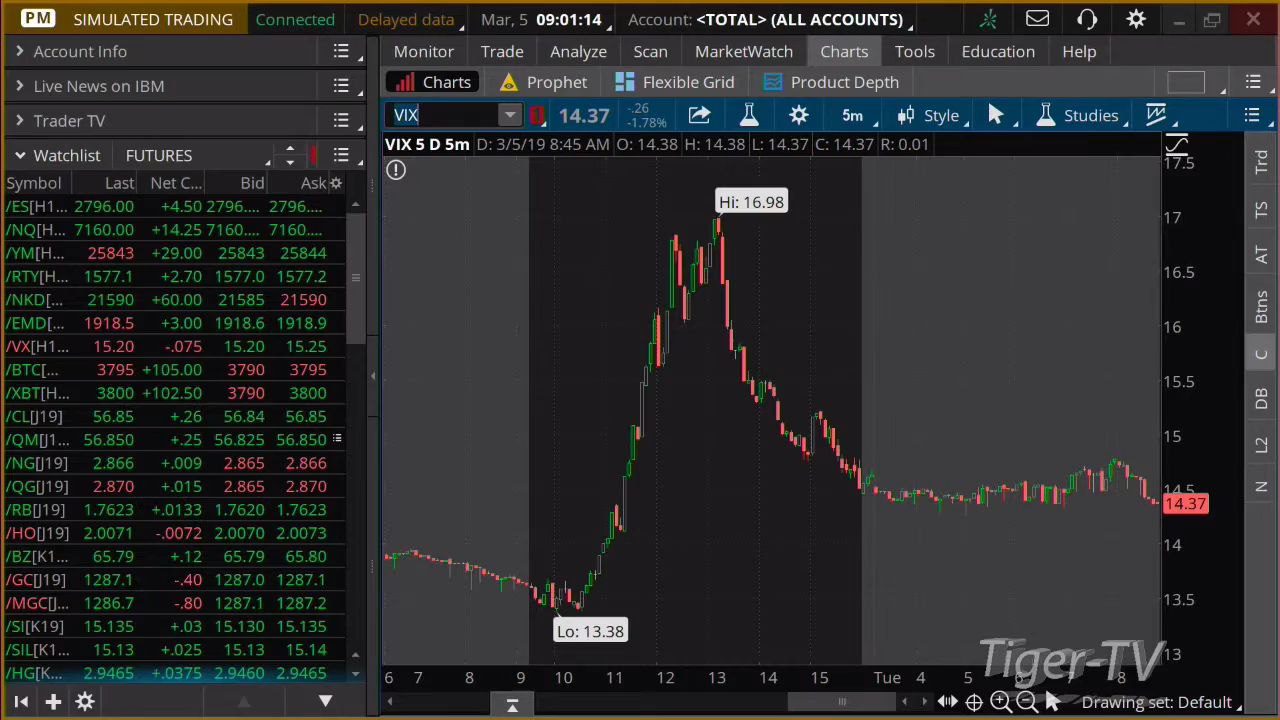 PM SIMULATED TRADING Connected Delayed data Mar, 5 09:01:14 Account: <TOTAL> (ALL ACCOUNTS)
Account Info
Live News on IBM
Trader TV
Watchlist FUTURES
Symbol Last Net C... Bid Ask
/ES[H1... 2796.00 +4.50 2796.... 2796....
/NQ[H... 7160.00 +14.25 7160.... 7160....
/YM[H... 25843 +29.00 25843 25844
/RTY[H... 1577.1 +2.70 1577.0 1577.2
/NKD[... 21590 +60.00 21585 21590
/EMD[... 1918.5 +3.00 1918.6 1918.9
/VX[H1... 15.20 -.075 15.20 15.25
/BTC[... 3795 +105.00 3790 3795
/XBT[H... 3800 +102.50 3790 3800
/CL[J19] 56.85 +.26 56.84 56.85
/QM[J1... 56.850 +.25 56.825 56.850
/NG[J19] 2.866 +.009 2.865 2.866
/QG[J19] 2.870 +.015 2.865 2.870
/RB[J19] 1.7623 +.0133 1.7620 1.7623
/HO[J19] 2.0071 -.0072 2.0070 2.0073
/BZ[K1... 65.79 +.12 65.79 65.80
/GC[J19] 1287.1 -.40 1287.0 1287.1
/MGC[... 1286.7 -.80 1287.1 1287.2
/SI[K19] 15.135 +.03 15.130 15.135
/SIL[K... 15.13 +.025 15.13 15.14
/HG[K... 2.9465 +.0375 2.9460 2.9465
Monitor Trade Analyze Scan MarketWatch Charts Tools Education Help
Charts Prophet Flexible Grid Product Depth
VIX 14.37 -.26 -1.78% 5m Style Studies
VIX 5 D 5m D: 3/5/19 8:45 AM O: 14.38 H: 14.38 L: 14.37 C: 14.37 R: 0.01
Hi: 16.98
Lo: 13.38
17.5
17
16.5
16
15.5
15
14.5
14.37
14
13.5
13
6 7 8 9 10 11 12 13 14 15 Tue 4 5 6 8
Trd
TS
AT
Btns
C
DB
L2
N
Tiger-TV
Drawing set: Default